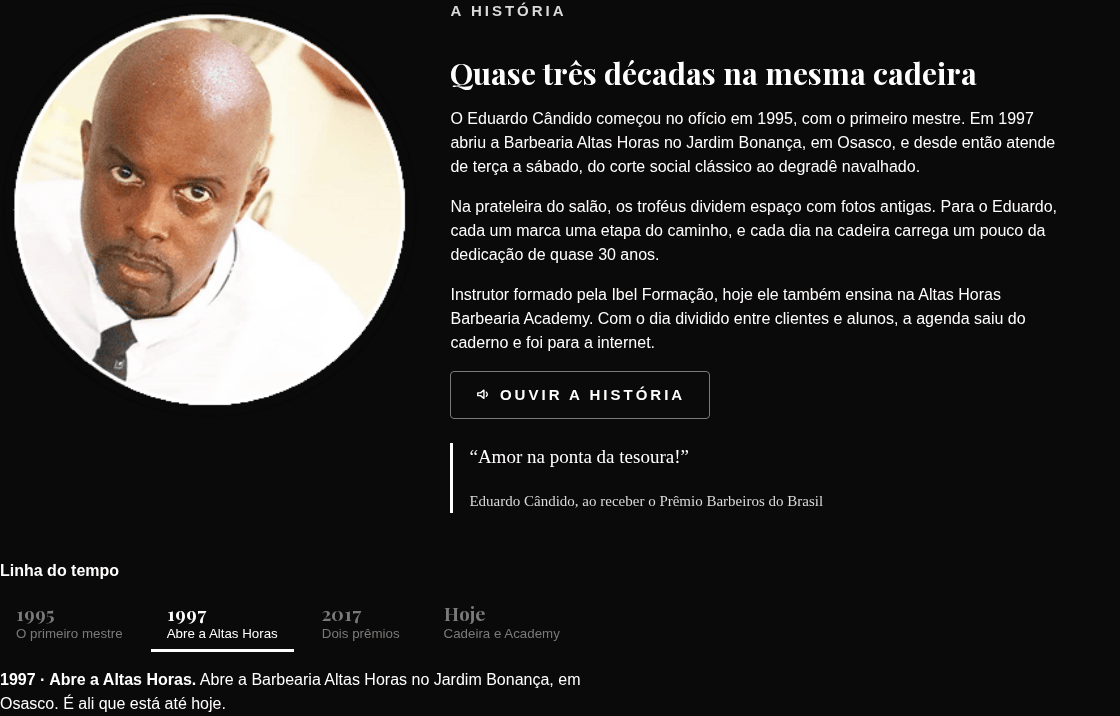 A HISTÓRIA
Quase três décadas na mesma cadeira
O Eduardo Cândido começou no ofício em 1995, com o primeiro mestre. Em 1997
abriu a Barbearia Altas Horas no Jardim Bonança, em Osasco, e desde então atende
de terça a sábado, do corte social clássico ao degradê navalhado.
Na prateleira do salão, os troféus dividem espaço com fotos antigas. Para o Eduardo,
cada um marca uma etapa do caminho, e cada dia na cadeira carrega um pouco da
dedicação de quase 30 anos.
Instrutor formado pela Ibel Formação, hoje ele também ensina na Altas Horas
Barbearia Academy. Com o dia dividido entre clientes e alunos, a agenda saiu do
caderno e foi para a internet.
OUVIR A HISTÓRIA
“Amor na ponta da tesoura!”
Eduardo Cândido, ao receber o Prêmio Barbeiros do Brasil
Linha do tempo
1995
O primeiro mestre
1997
Abre a Altas Horas
2017
Dois prêmios
Hoje
Cadeira e Academy
1997 · Abre a Altas Horas. Abre a Barbearia Altas Horas no Jardim Bonança, em
Osasco. É ali que está até hoje.